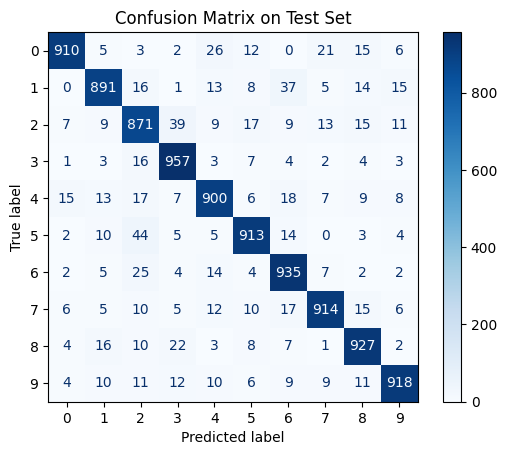 Confusion Matrix on Test Set
0 910 5 3 2 26 12 0 21 15 6
1 0 891 16 1 13 8 37 5 14 15
2 7 9 871 39 9 17 9 13 15 11
3 1 3 16 957 3 7 4 2 4 3
4 15 13 17 7 900 6 18 7 9 8
5 2 10 44 5 5 913 14 0 3 4
6 2 5 25 4 14 4 935 7 2 2
7 6 5 10 5 12 10 17 914 15 6
8 4 16 10 22 3 8 7 1 927 2
9 4 10 11 12 10 6 9 9 11 918
0 1 2 3 4 5 6 7 8 9
Predicted label
True label
800
600
400
200
0